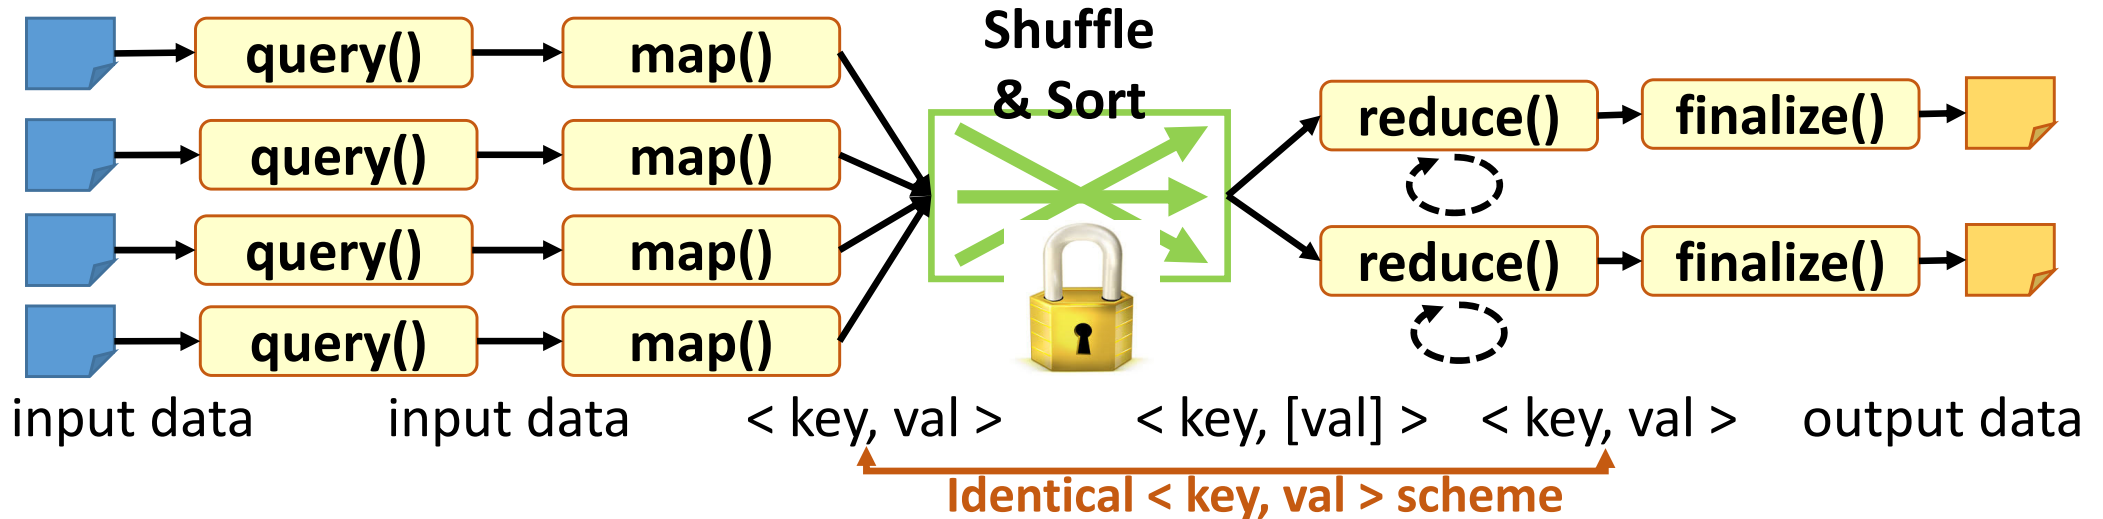 Shuffle
& Sort
query() map()
query() map()
query() map()
query() map()
reduce() finalize()
reduce() finalize()
input data input data < key, val > < key, [val] > < key, val > output data
Identical < key, val > scheme